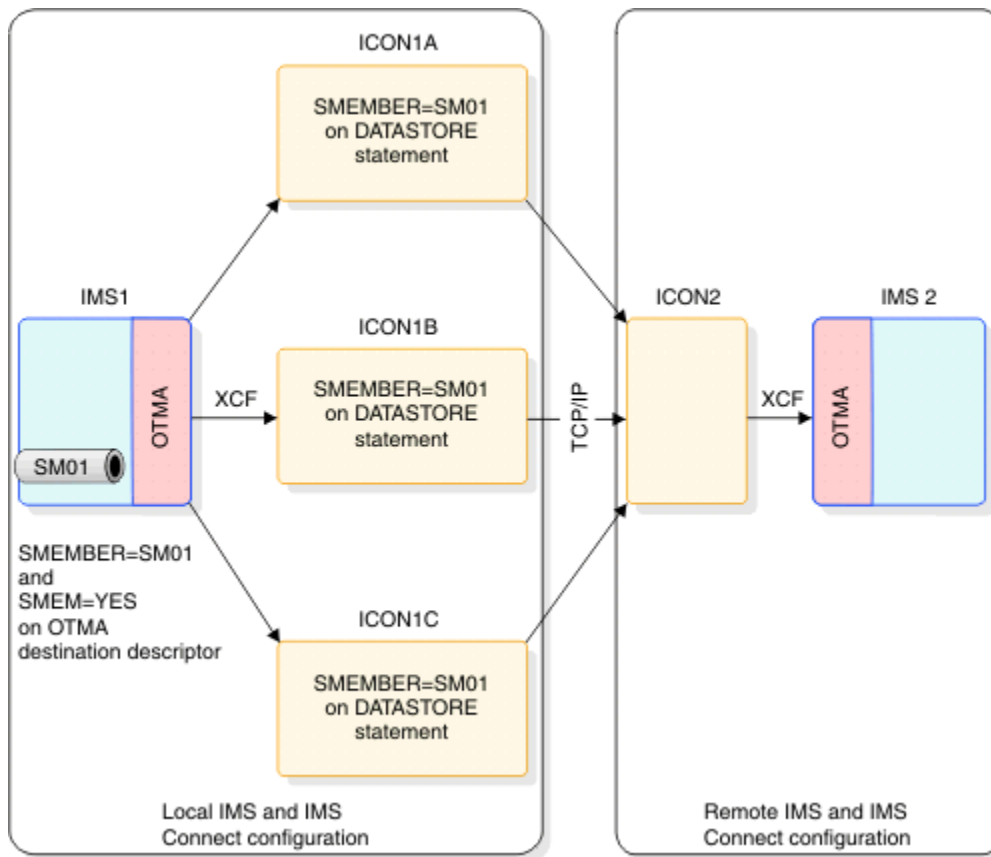 ICON1A
SMEMBER=SM01
on DATASTORE
statement
IMS1
OTMA
SM01
SMEMBER=SM01
and
SMEM=YES
on OTMA
destination descriptor
XCF
ICON1B
SMEMBER=SM01
on DATASTORE
statement
ICON1C
SMEMBER=SM01
on DATASTORE
statement
Local IMS and IMS
Connect configuration
TCP/IP
ICON2
XCF
IMS 2
OTMA
Remote IMS and IMS
Connect configuration